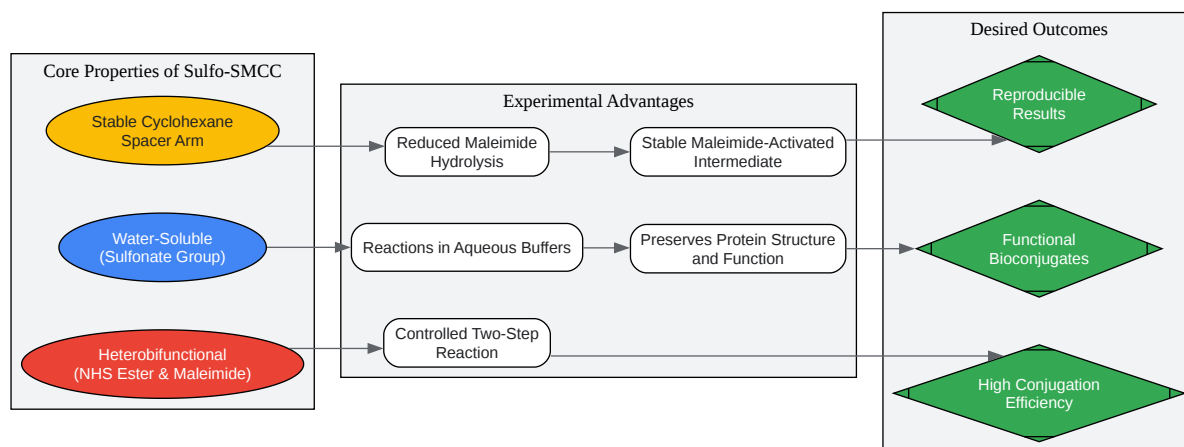 Core Properties of Sulfo-SMCC
Stable Cyclohexane
Spacer Arm
Water-Soluble
(Sulfonate Group)
Heterobifunctional
(NHS Ester & Maleimide)
Experimental Advantages
Reduced Maleimide
Hydrolysis
Stable Maleimide-Activated
Intermediate
Reactions in Aqueous Buffers
Preserves Protein Structure
and Function
Controlled Two-Step
Reaction
Desired Outcomes
Reproducible
Results
Functional
Bioconjugates
High Conjugation
Efficiency